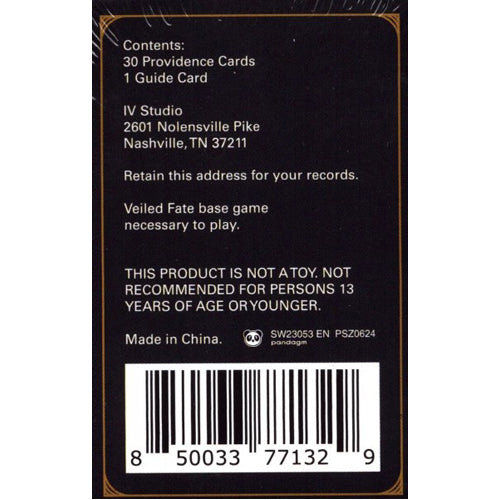 Contents:
30 Providence Cards
1 Guide Card
IV Studio
2601 Nolensville Pike
Nashville, TN 37211
Retain this address for your records.
Veiled Fate base game
necessary to play.
THIS PRODUCT IS NOT A TOY. NOT
RECOMMENDED FOR PERSONS 13
YEARS OF AGE OR YOUNGER.
Made in China. pandagm SW23053 EN PSZ0624
8 50033 77132 9